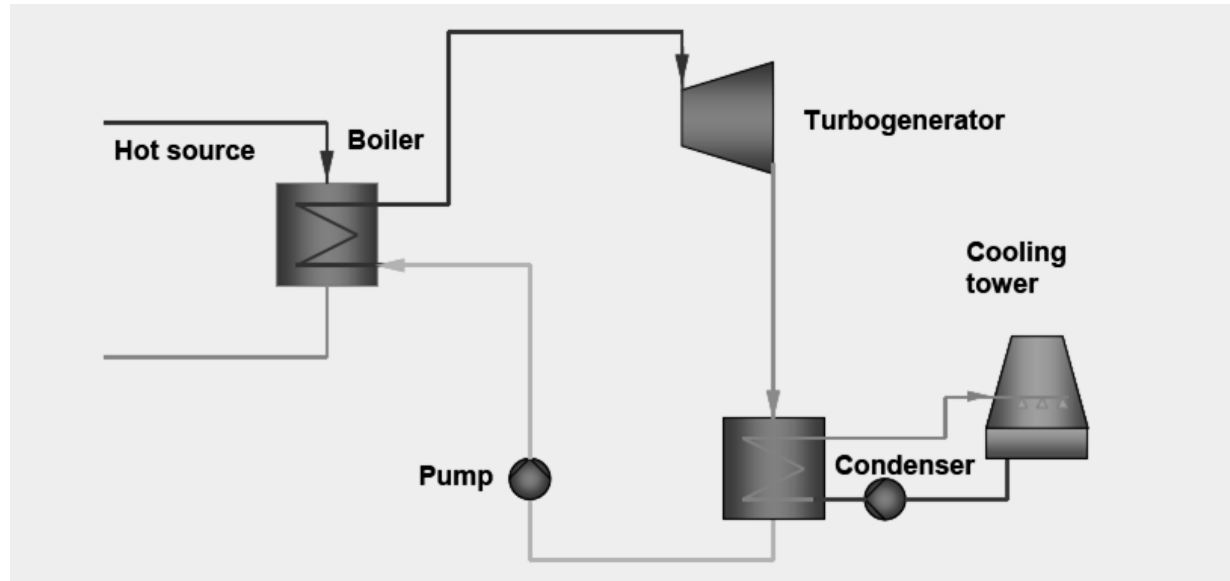 Hot source
Boiler
Turbogenerator
Cooling
tower
Pump
Condenser